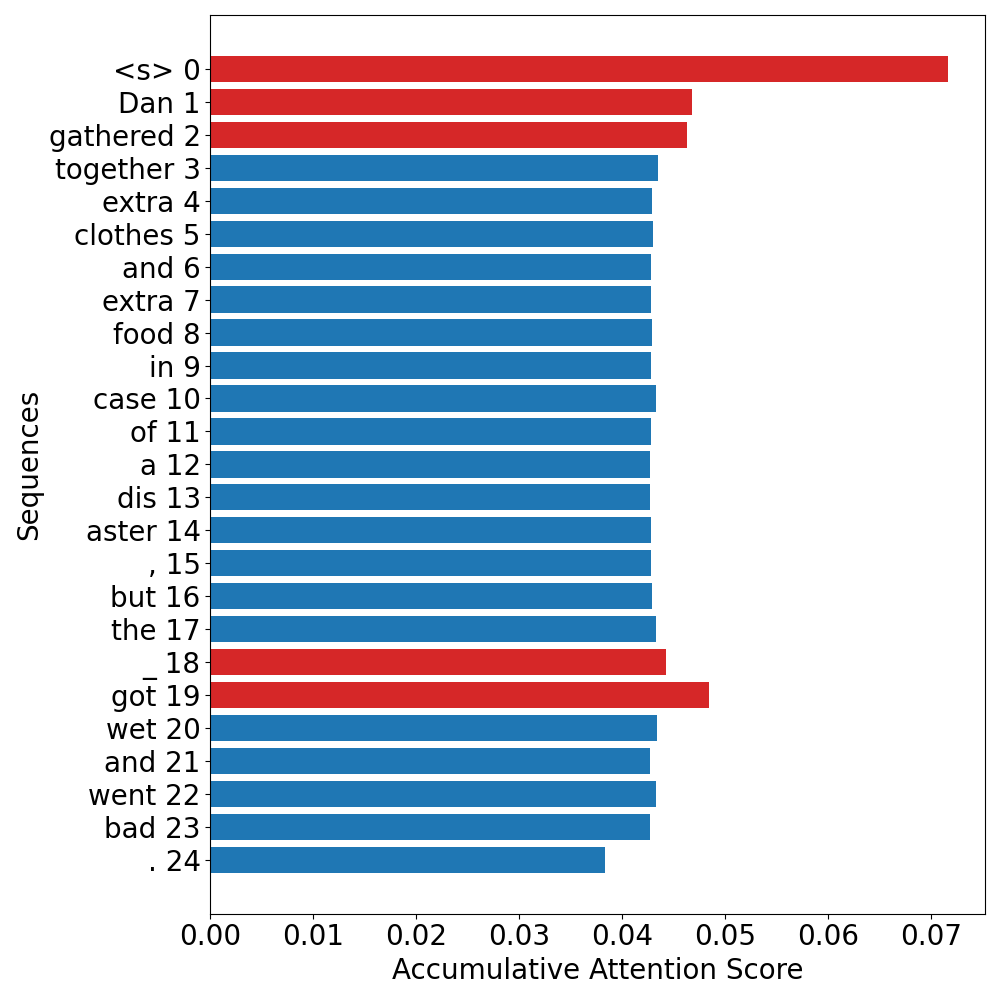 <s> 0
Dan 1
gathered 2
together 3
extra 4
clothes 5
and 6
extra 7
food 8
in 9
case 10
of 11
a 12
dis 13
aster 14
, 15
but 16
the 17
_ 18
got 19
wet 20
and 21
went 22
bad 23
. 24
Sequences
0.00 0.01 0.02 0.03 0.04 0.05 0.06 0.07
Accumulative Attention Score